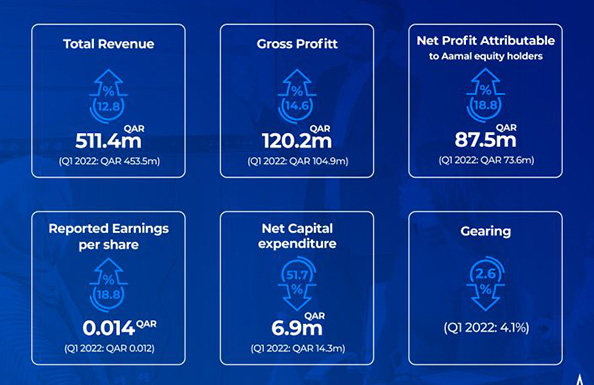 Total Revenue
%
12.8
QAR
511.4m
(Q1 2022: QAR 453.5m)
Gross Profitt
%
14.6
QAR
120.2m
(Q1 2022: QAR 104.9m)
Net Profit Attributable
to Aamal equity holders
%
18.8
QAR
87.5m
(Q1 2022: QAR 73.6m)
Reported Earnings
per share
%
18.8
0.014 QAR
(Q1 2022: QAR 0.012)
Net Capital
expenditure
51.7
%
QAR
6.9m
(Q1 2022: QAR 14.3m)
Gearing
2.6
%
(Q1 2022: 4.1%)